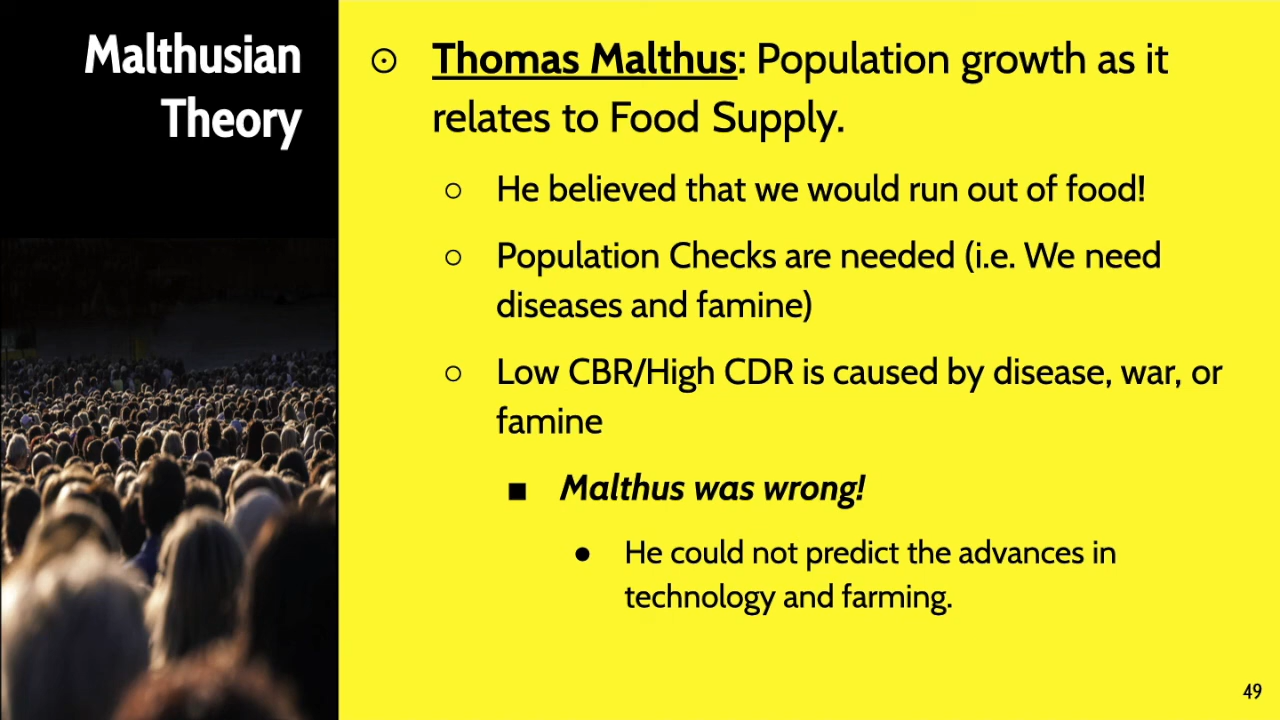 Malthusian
Theory
Thomas Malthus: Population growth as it
relates to Food Supply.
He believed that we would run out of food!
Population Checks are needed (i.e. We need
diseases and famine)
Low CBR/High CDR is caused by disease, war, or
famine
Malthus was wrong!
He could not predict the advances in
technology and farming.
49